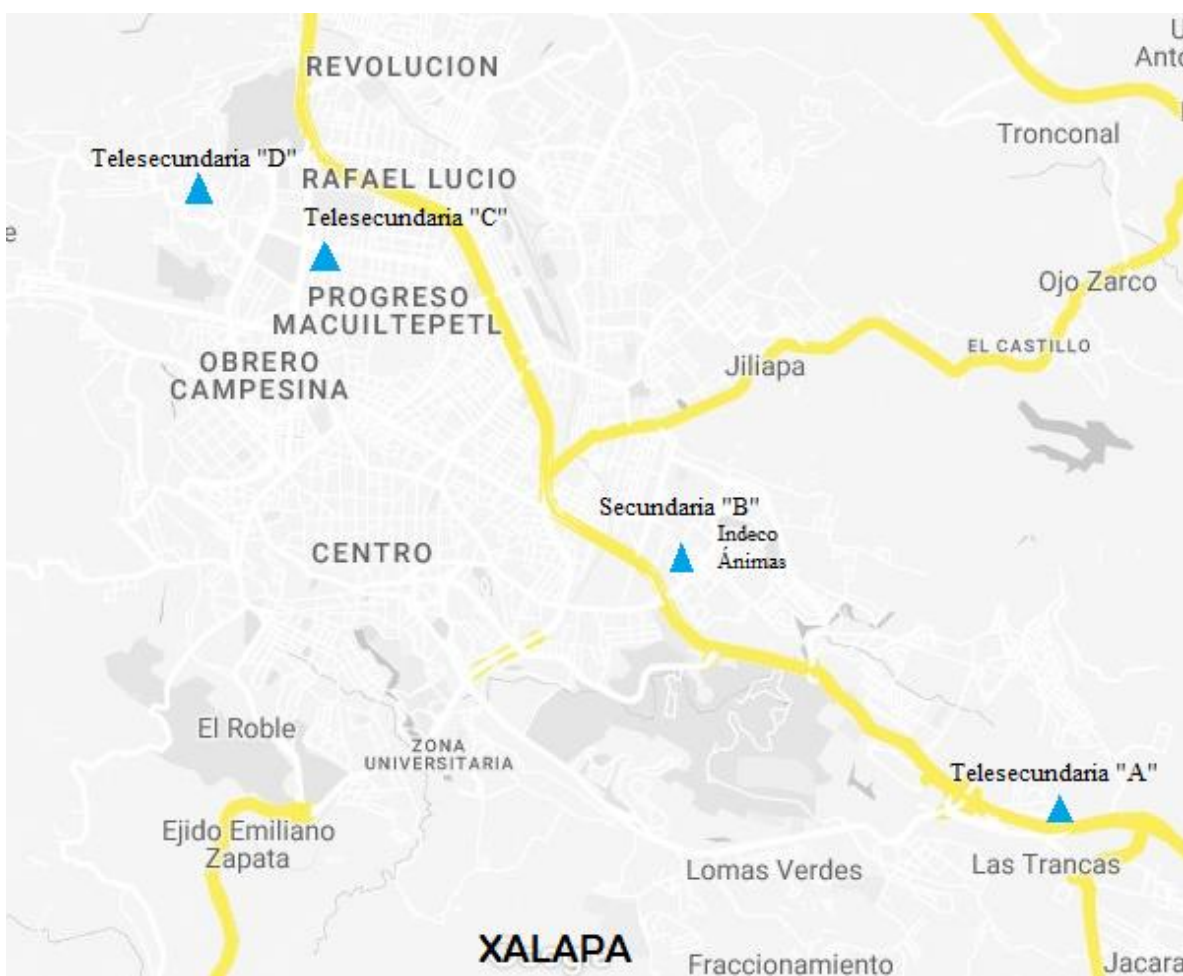 REVOLUCION
Tronconal
Telesecundaria "D"
RAFAEL LUCIO
Telesecundaria "C"
Ojo Zarco
PROGRESO
MACUILTEPETL
EL CASTILLO
OBRERO
CAMPESINA
Jiliapa
Secundaria "B"
Indeco
Ánimas
CENTRO
El Roble
ZONA
UNIVERSITARIA
Telesecundaria "A"
Ejido Emiliano
Zapata
Lomas Verdes
Las Trancas
XALAPA
Fraccionamiento
Jacara